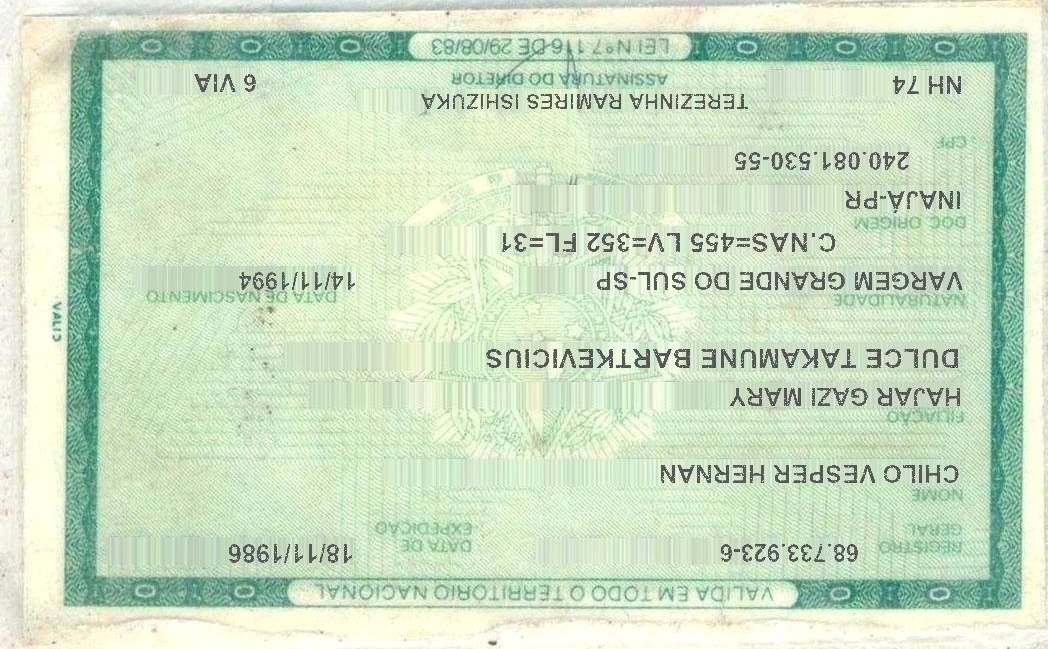 VALIDA EM TODO O TERRITORIO NACIONAL
REGISTRO GERAL 68.733.923-6 DATA DE EXPEDIÇÃO 18/11/1986
NOME
CHILO VESPER HERNAN
FILIAÇÃO
HAJAR GAZI MARY
DULCE TAKAMUNE BARTKEVICIUS
NATURALIDADE DATA DE NASCIMENTO
VARGEM GRANDE DO SUL-SP 14/11/1994
DOC ORIGEM C.NAS=455 LV=352 FL=31
INAJÁ-PR
CPF 240.081.530-55
TEREZINHA RAMIRES ISHIZUKA
NH 74 ASSINATURA DO DIRETOR 6 VIA
LEI Nº 7.116 DE 29/08/83